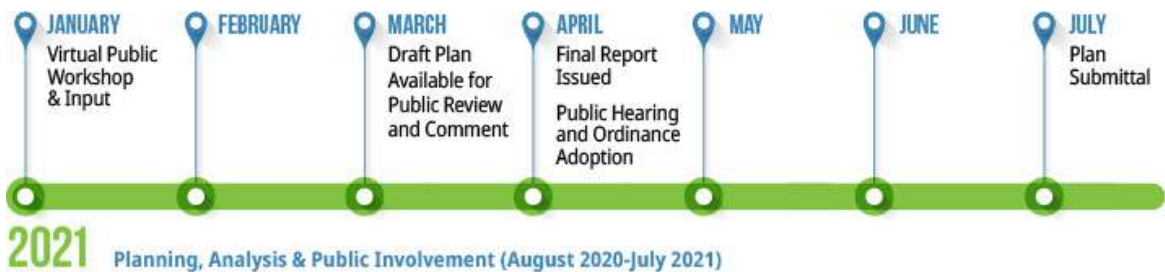 JANUARY
Virtual Public
Workshop
& Input
FEBRUARY
MARCH
Draft Plan
Available for
Public Review
and Comment
APRIL
Final Report
Issued
Public Hearing
and Ordinance
Adoption
MAY
JUNE
JULY
Plan
Submittal
2021
Planning, Analysis & Public Involvement (August 2020-July 2021)